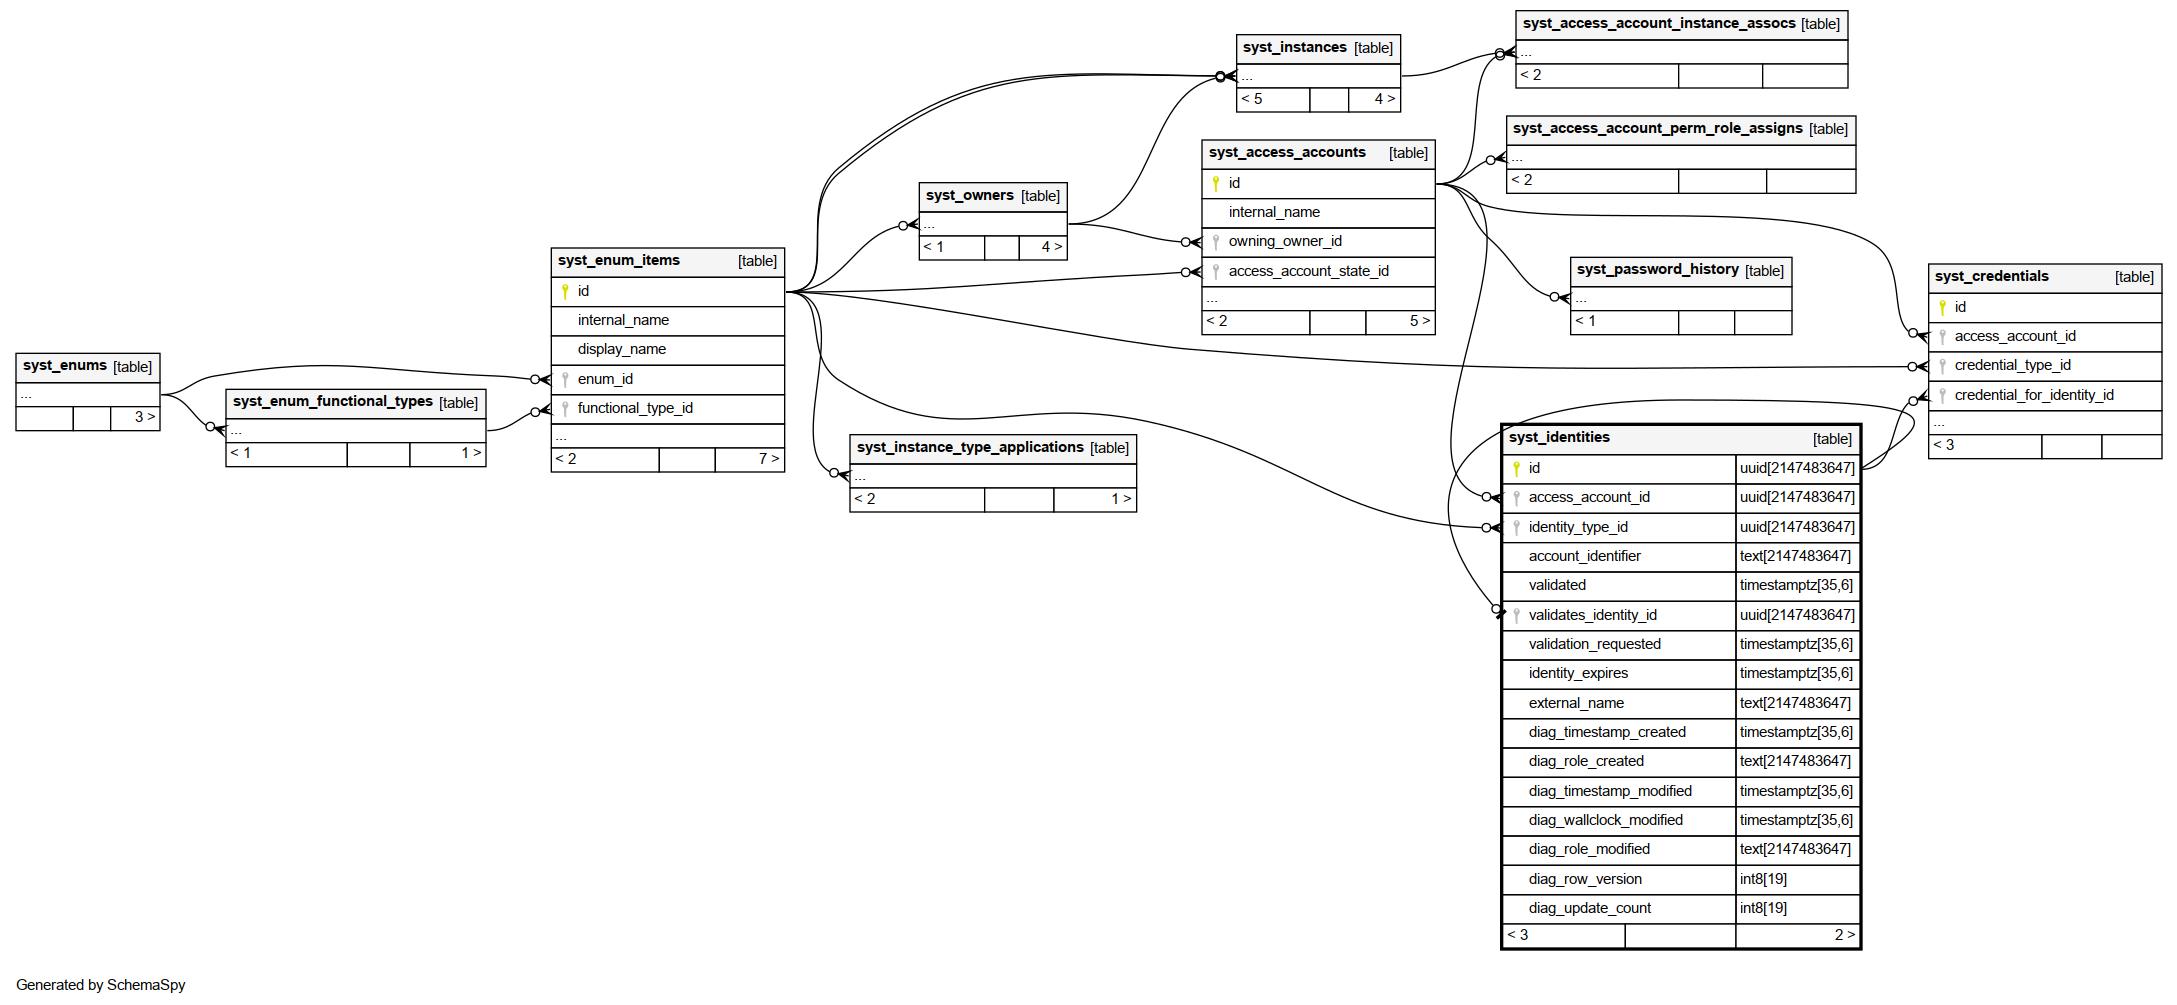 syst_access_account_instance_assocs [table]
...
< 2
syst_instances [table]
...
< 5 4 >
syst_access_account_perm_role_assigns [table]
...
< 2
syst_access_accounts [table]
id
internal_name
owning_owner_id
access_account_state_id
...
< 2 5 >
syst_owners [table]
...
< 1 4 >
syst_enum_items [table]
id
internal_name
display_name
enum_id
functional_type_id
...
< 2 7 >
syst_password_history [table]
...
< 1
syst_credentials [table]
id
access_account_id
credential_type_id
credential_for_identity_id
...
< 3
syst_enums [table]
...
3 >
syst_enum_functional_types [table]
...
< 1 1 >
syst_instance_type_applications [table]
...
< 2 1 >
syst_identities [table]
id uuid[2147483647]
access_account_id uuid[2147483647]
identity_type_id uuid[2147483647]
account_identifier text[2147483647]
validated timestamptz[35,6]
validates_identity_id uuid[2147483647]
validation_requested timestamptz[35,6]
identity_expires timestamptz[35,6]
external_name text[2147483647]
diag_timestamp_created timestamptz[35,6]
diag_role_created text[2147483647]
diag_timestamp_modified timestamptz[35,6]
diag_wallclock_modified timestamptz[35,6]
diag_role_modified text[2147483647]
diag_row_version int8[19]
diag_update_count int8[19]
< 3 2 >
Generated by SchemaSpy